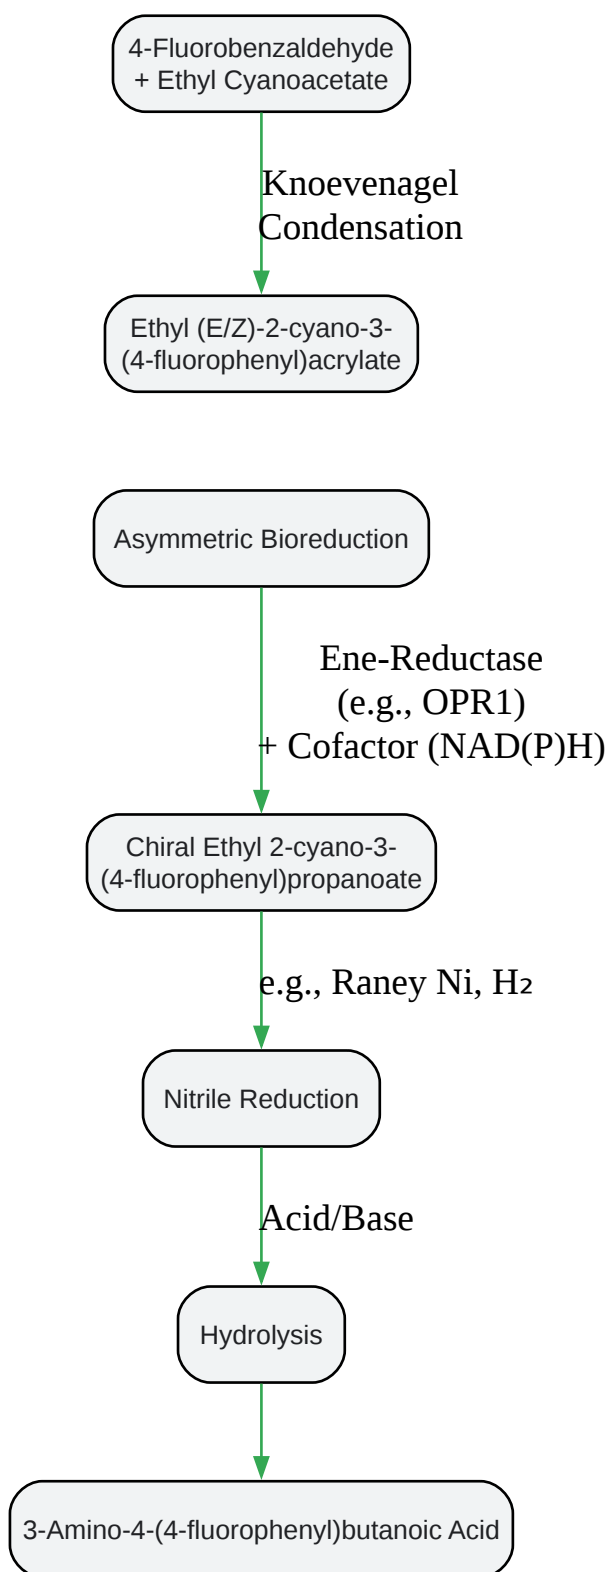 4-Fluorobenzaldehyde
+ Ethyl Cyanoacetate
Knoevenagel
Condensation
Ethyl (E/Z)-2-cyano-3-
(4-fluorophenyl)acrylate
Asymmetric Bioreduction
Ene-Reductase
(e.g., OPR1)
+ Cofactor (NAD(P)H)
Chiral Ethyl 2-cyano-3-
(4-fluorophenyl)propanoate
e.g., Raney Ni, H₂
Nitrile Reduction
Acid/Base
Hydrolysis
3-Amino-4-(4-fluorophenyl)butanoic Acid